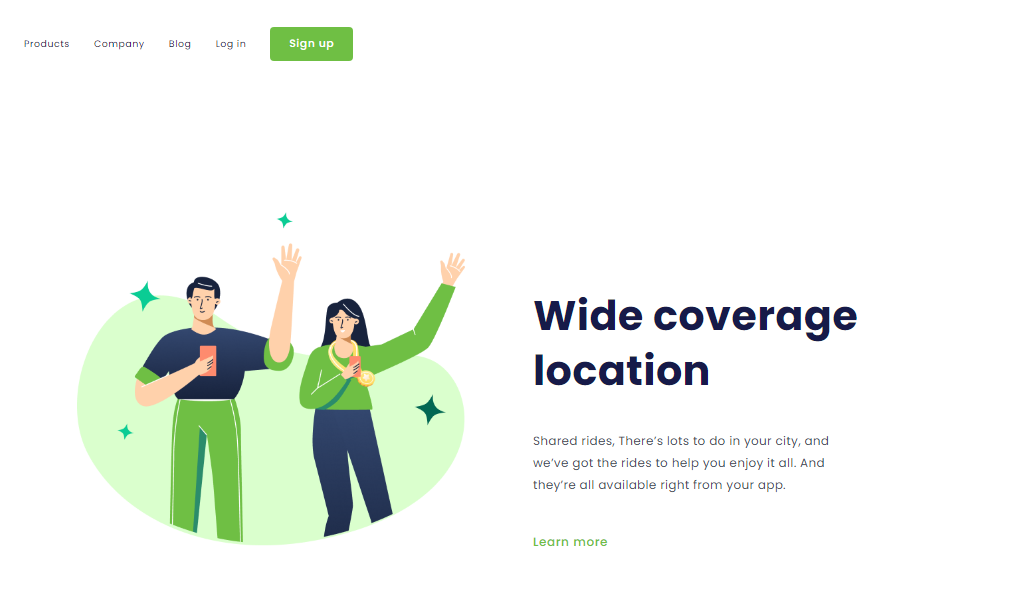 Products Company Blog Log in Sign up
Wide coverage
location
Shared rides, There's lots to do in your city, and
we've got the rides to help you enjoy it all. And
they're all available right from your app.
Learn more